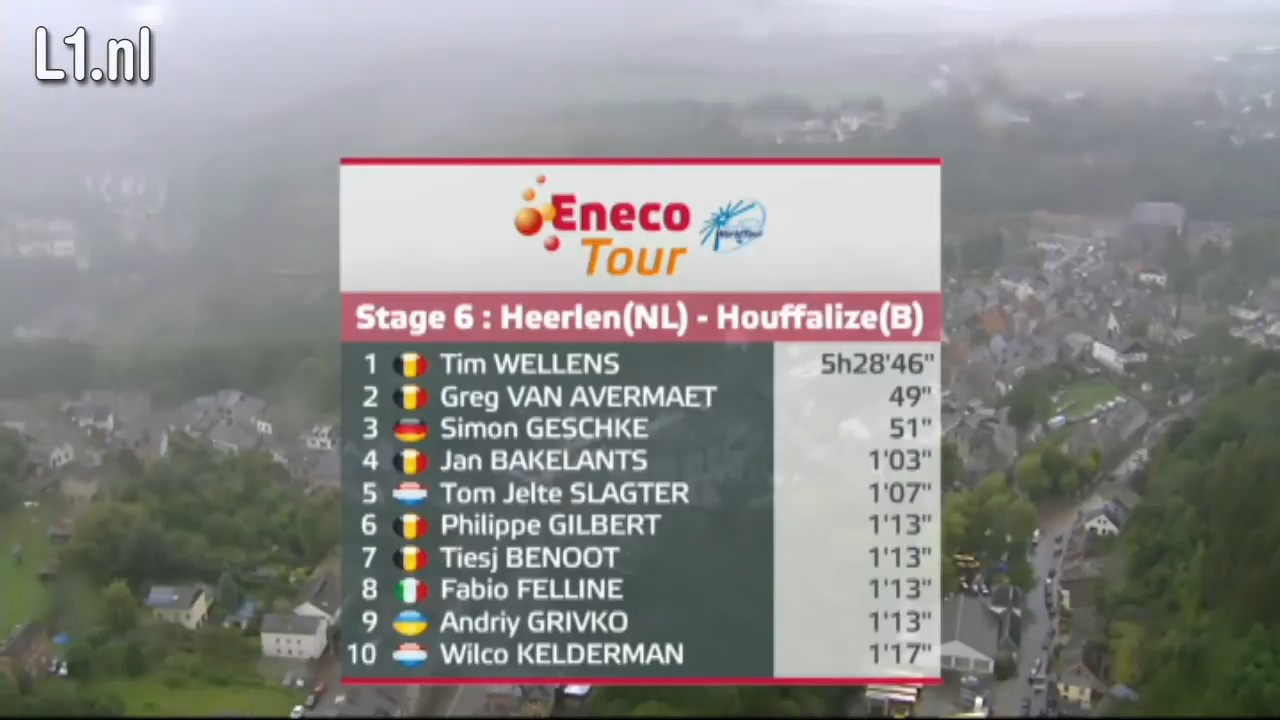 L1.nl
Eneco
Tour
WorldTour
Stage 6 : Heerlen(NL) - Houffalize(B)
1 Tim WELLENS 5h28'46"
2 Greg VAN AVERMAET 49"
3 Simon GESCHKE 51"
4 Jan BAKELANTS 1'03"
5 Tom Jelte SLAGTER 1'07"
6 Philippe GILBERT 1'13"
7 Tiesj BENOOT 1'13"
8 Fabio FELLINE 1'13"
9 Andriy GRIVKO 1'13"
10 Wilco KELDERMAN 1'17"